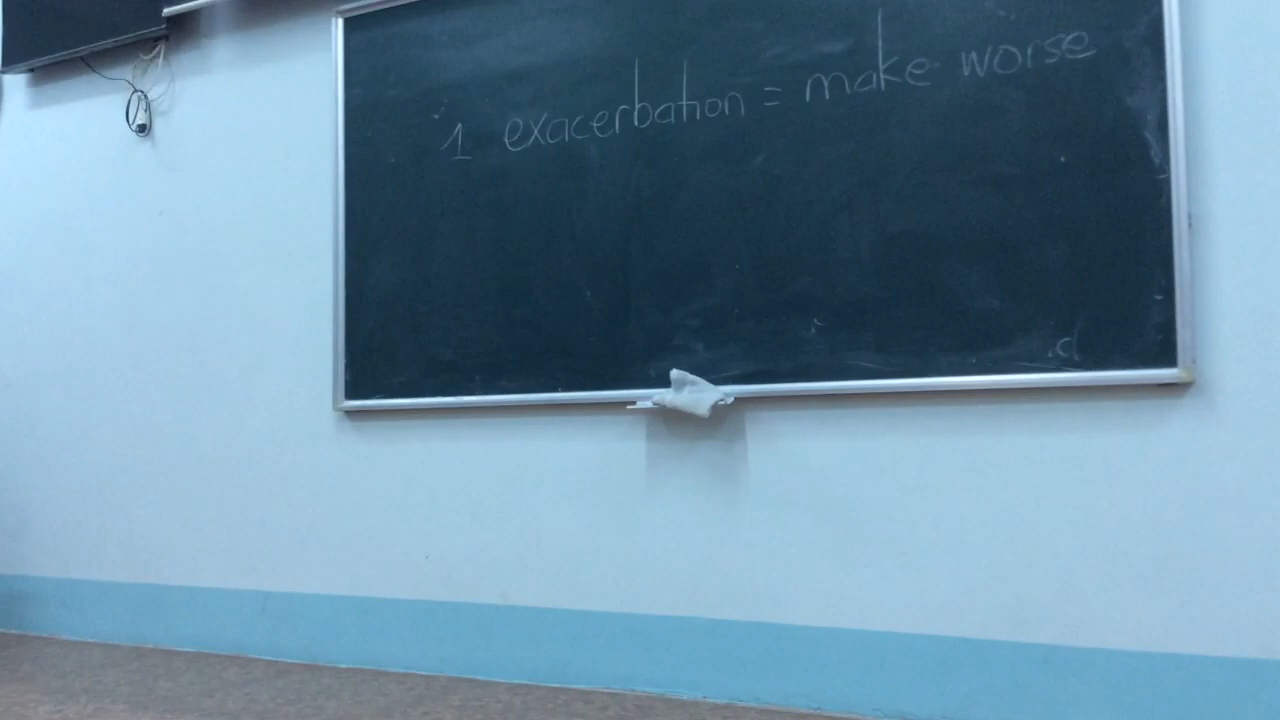 1 exacerbation = make worse